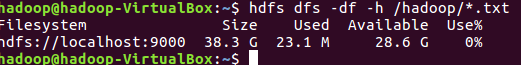 hadoop@hadoop-VirtualBox:~$ hdfs dfs -df -h /hadoop/*.txt
Filesystem              Size    Used  Available  Use%
hdfs://localhost:9000  38.3 G  23.1 M     28.6 G    0%
hadoop@hadoop-VirtualBox:~$